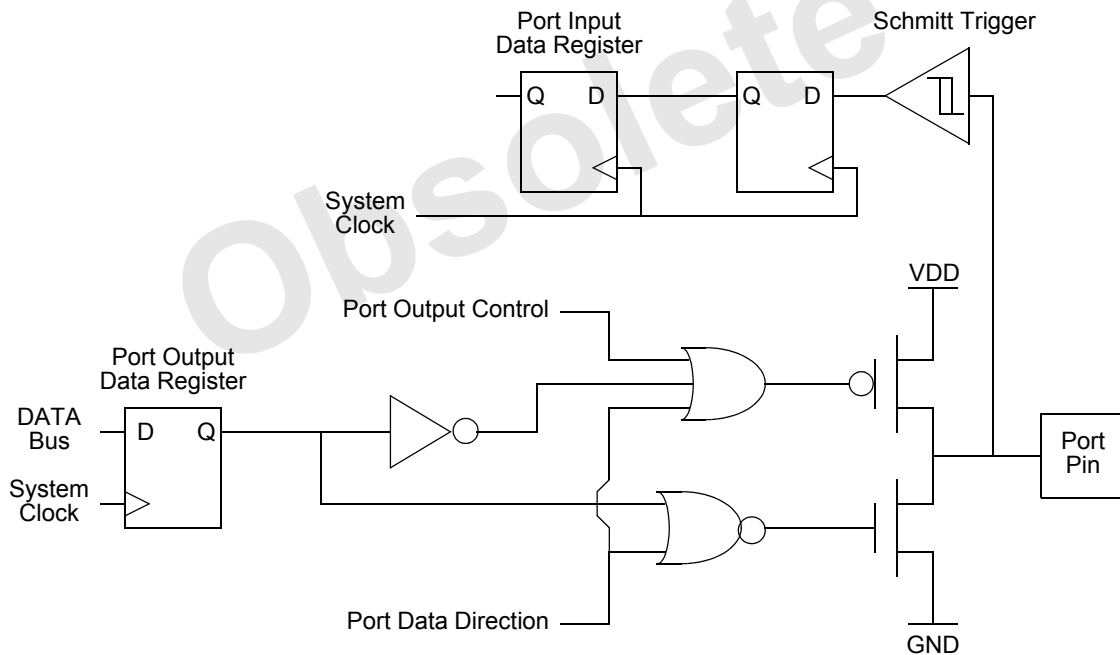 Port Input
Data Register
Schmitt Trigger
Q D
Q D
System
Clock
Obsolete
VDD
Port Output Control
Port Output
Data Register
DATA
Bus
D Q
System
Clock
Port
Pin
Port Data Direction
GND